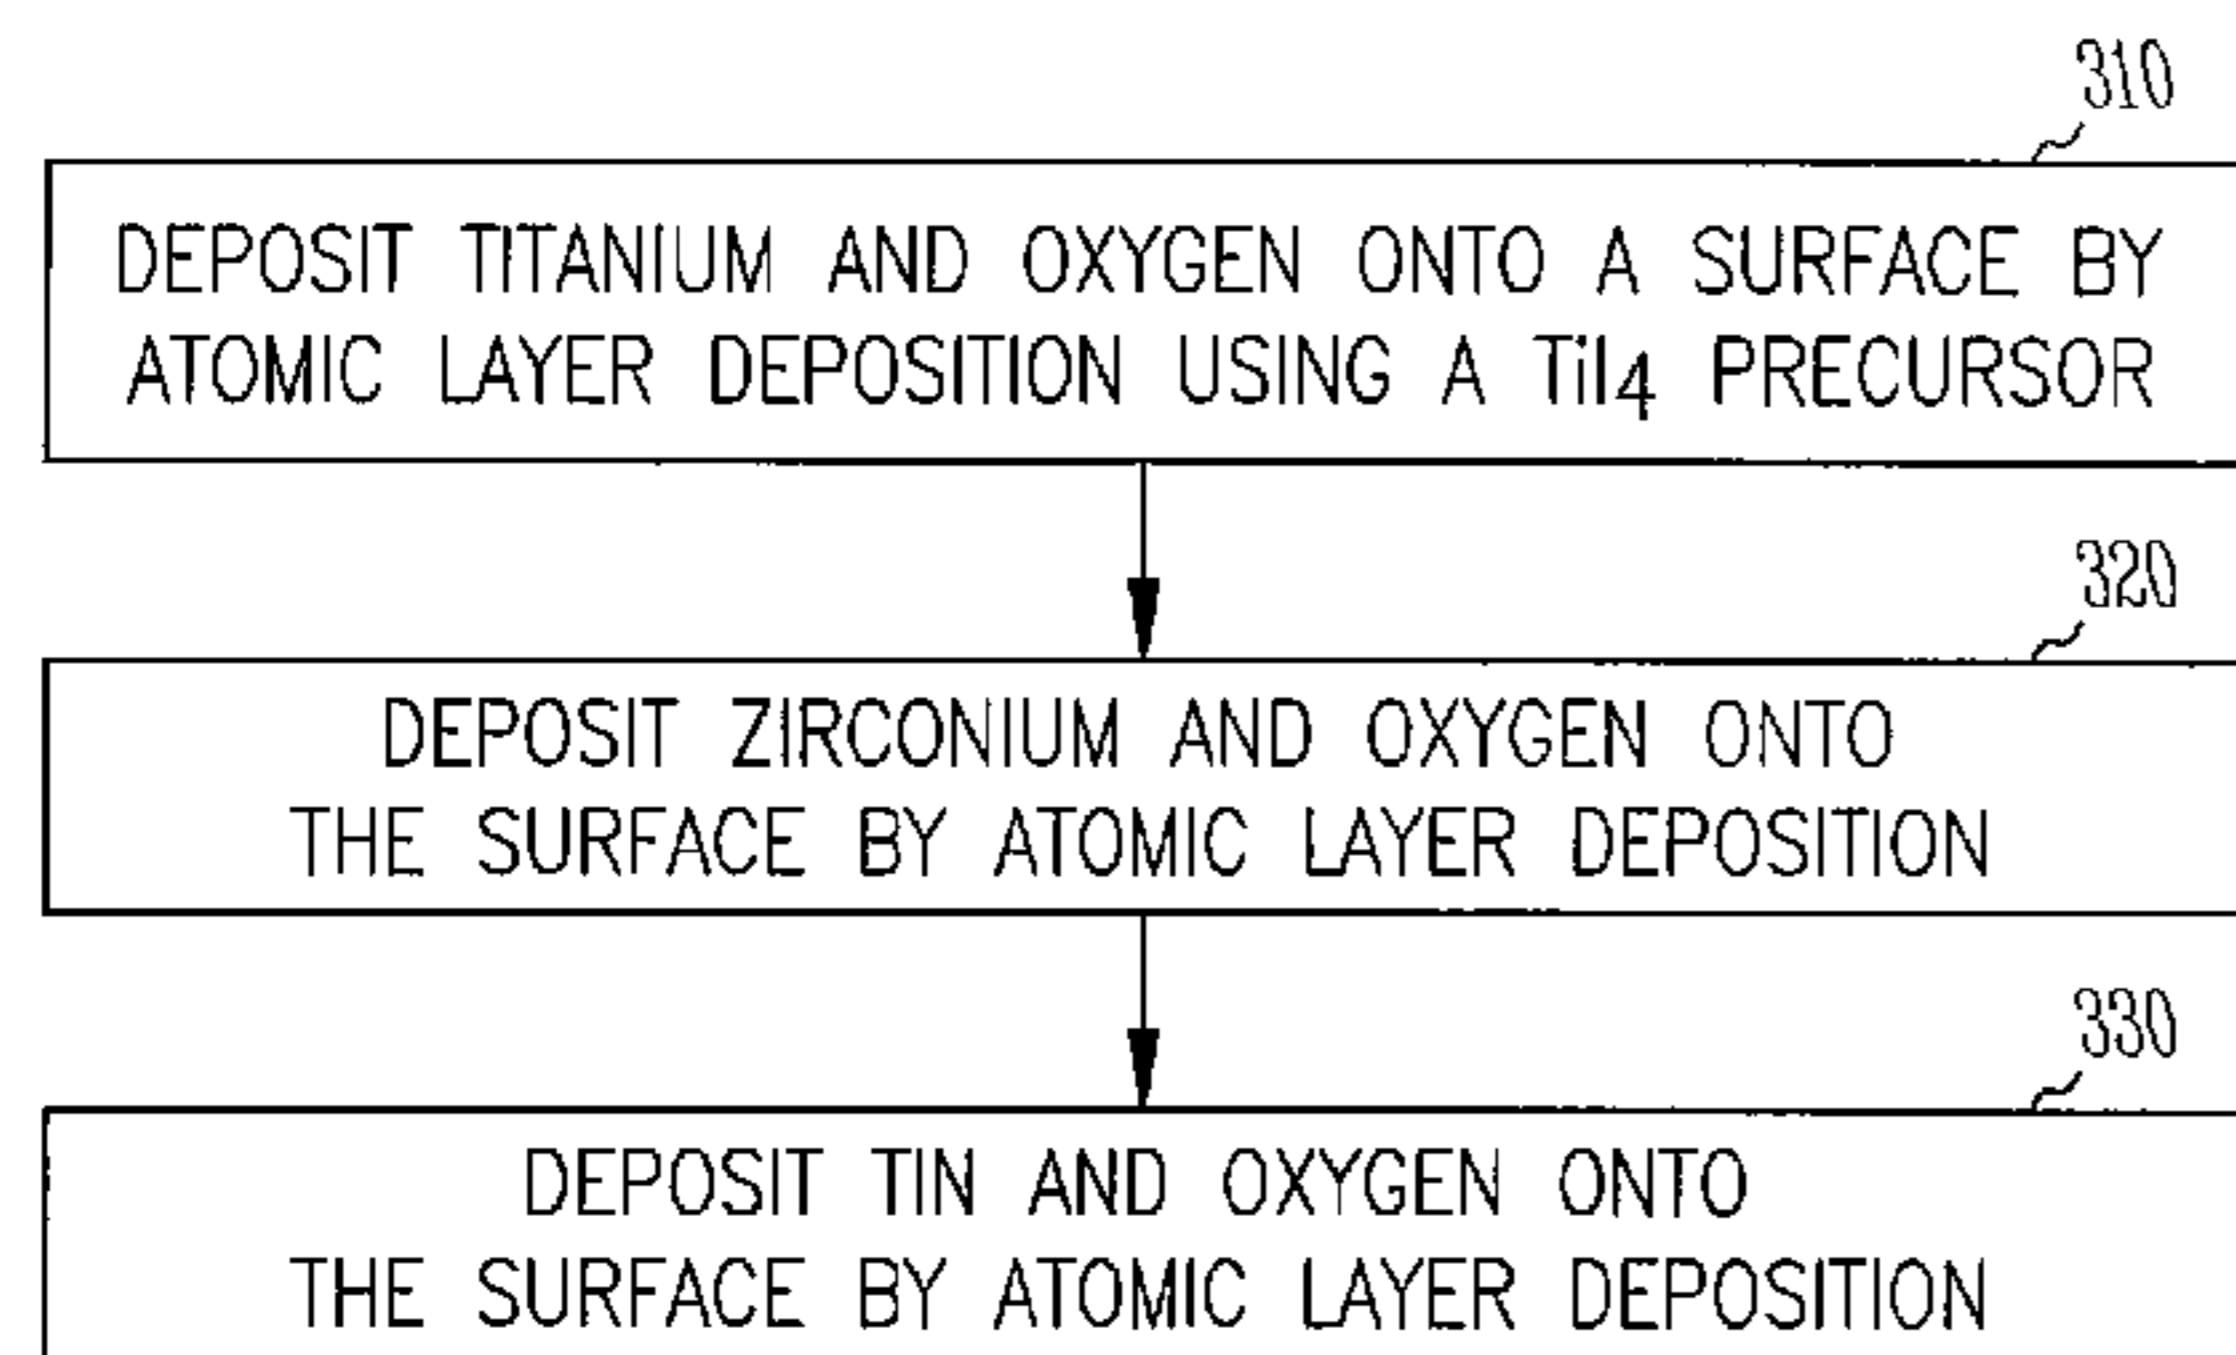 310
DEPOSIT TITANIUM AND OXYGEN ONTO A SURFACE BY
ATOMIC LAYER DEPOSITION USING A TiI₄ PRECURSOR
320
DEPOSIT ZIRCONIUM AND OXYGEN ONTO
THE SURFACE BY ATOMIC LAYER DEPOSITION
330
DEPOSIT TIN AND OXYGEN ONTO
THE SURFACE BY ATOMIC LAYER DEPOSITION